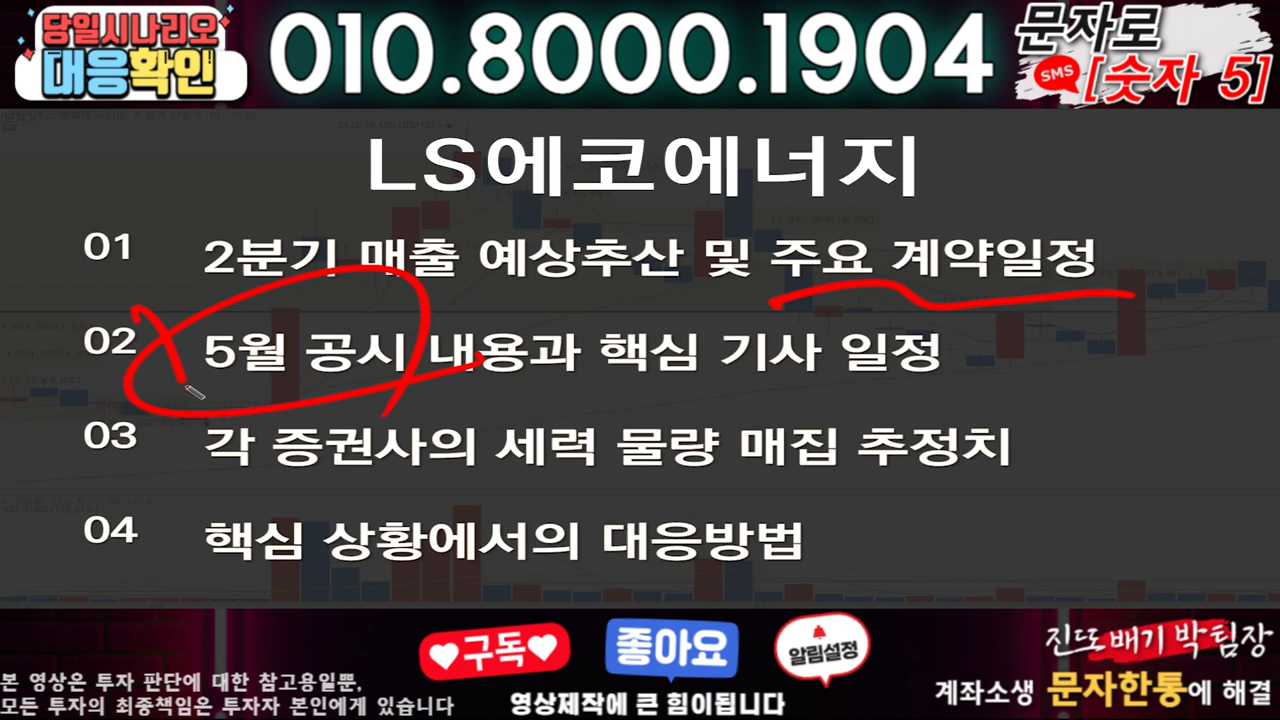 당일시나리오
대응확인
010.8000.1904
문자로
SMS
[숫자 5]
LS에코에너지
01 2분기 매출 예상추산 및 주요 계약일정
02 5월 공시 내용과 핵심 기사 일정
03 각 증권사의 세력 물량 매집 추정치
04 핵심 상황에서의 대응방법
구독
좋아요
알림설정
진또배기 박팀장
본 영상은 투자 판단에 대한 참고용일뿐,
모든 투자의 최종책임은 투자자 본인에게 있습니다
영상제작에 큰 힘이됩니다
계좌소생 문자한통에 해결